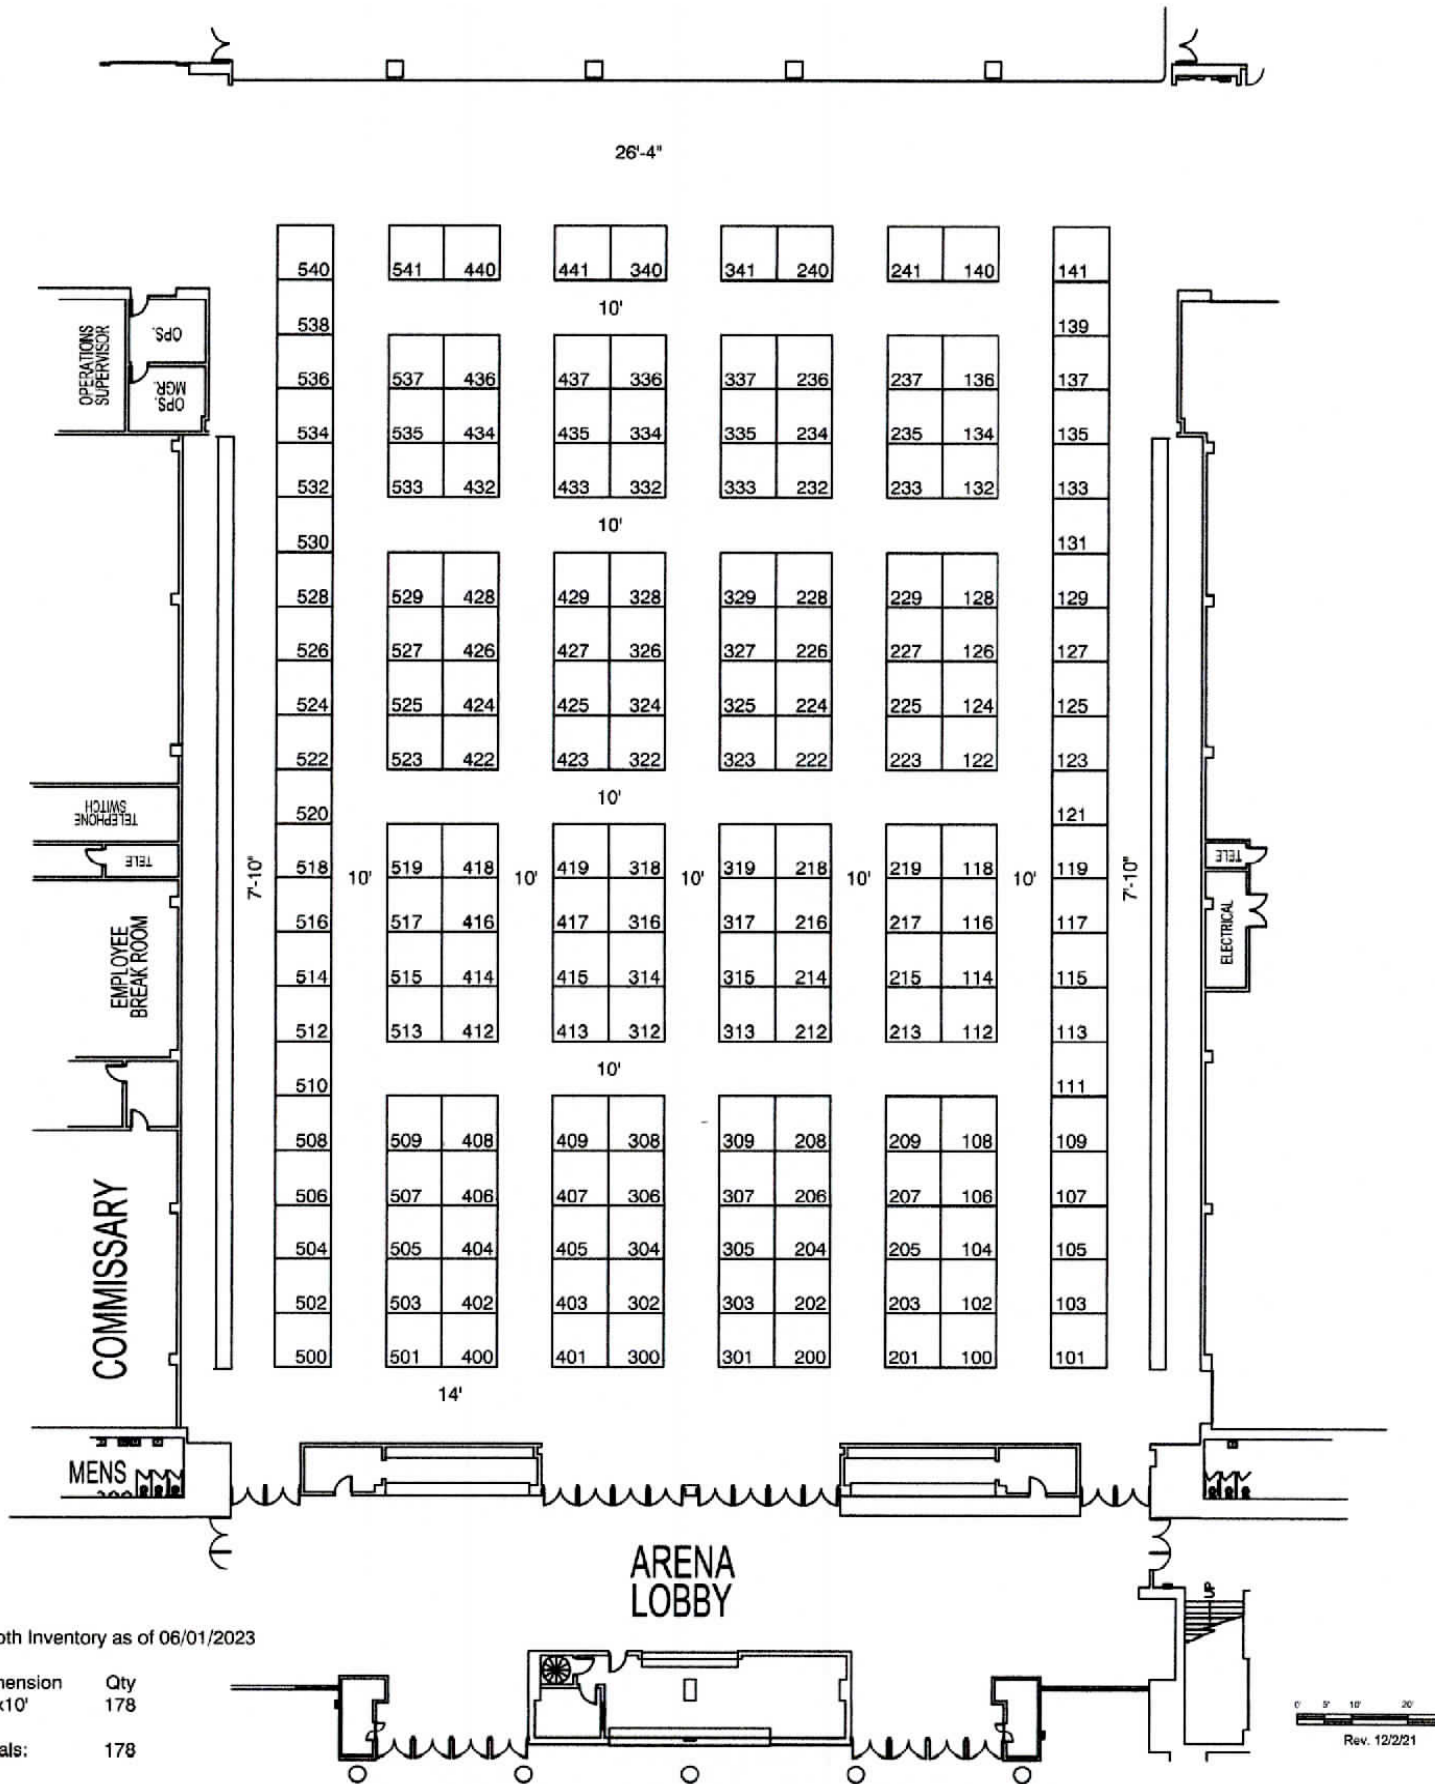 26'-4"
540 541 440 441 340 341 240 241 140 141
10'
538 139
OPERATIONS
SUPERVISOR
OPS.
OPS.
MGR.
536 537 436 437 336 337 236 237 136 137
534 535 434 435 334 335 234 235 134 135
532 533 432 433 332 333 232 233 132 133
10'
530 131
528 529 428 429 328 329 228 229 128 129
526 527 426 427 326 327 226 227 126 127
524 525 424 425 324 325 224 225 124 125
522 523 422 423 322 323 222 223 122 123
10'
TELEPHONE
SWITCH
520 121
TELE
518 519 418 419 318 319 218 219 118 119
TELE
7'-10" 10' 10' 10' 10' 10' 7'-10"
516 517 416 417 316 317 216 217 116 117
EMPLOYEE
BREAK ROOM
ELECTRICAL
514 515 414 415 314 315 214 215 114 115
512 513 412 413 312 313 212 213 112 113
10'
510 111
508 509 408 409 308 309 208 209 108 109
506 507 406 407 306 307 206 207 106 107
COMMISSARY
504 505 404 405 304 305 204 205 104 105
502 503 402 403 302 303 202 203 102 103
500 501 400 401 300 301 200 201 100 101
14'
MENS
ARENA
LOBBY
UP
oth Inventory as of 06/01/2023
nension Qty
x10' 178
als: 178
0' 5' 10' 20'
Rev. 12/2/21